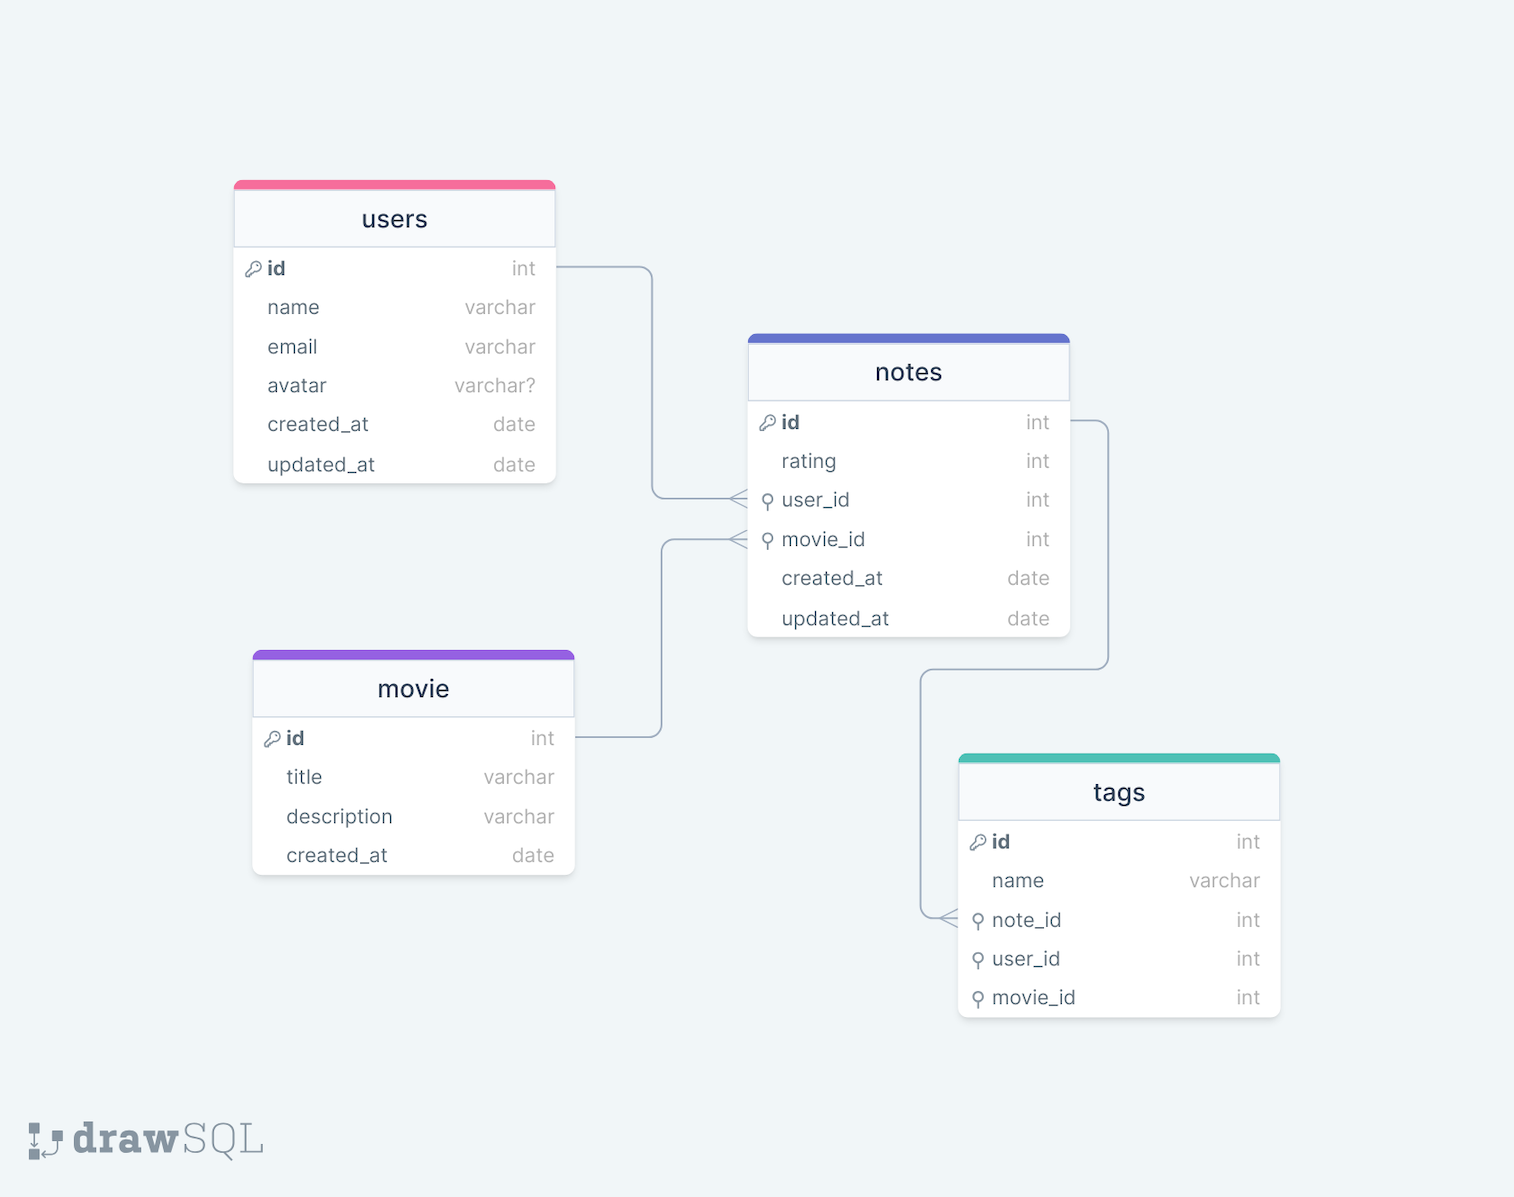 users
id int
name varchar
email varchar
avatar varchar?
created_at date
updated_at date
notes
id int
rating int
user_id int
movie_id int
created_at date
updated_at date
movie
id int
title varchar
description varchar
created_at date
tags
id int
name varchar
note_id int
user_id int
movie_id int
drawSQL